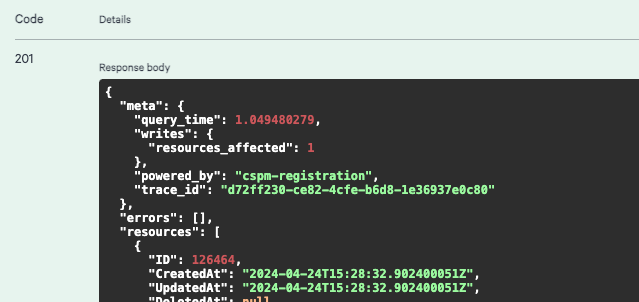 Code Details
201
Response body
{
"meta": {
"query_time": 1.049480279,
"writes": {
"resources_affected": 1
},
"powered_by": "cspm-registration",
"trace_id": "d72ff230-ce82-4cfe-b6d8-1e36937e0c80"
},
"errors": [],
"resources": [
{
"ID": 126464,
"CreatedAt": "2024-04-24T15:28:32.902400051Z",
"UpdatedAt": "2024-04-24T15:28:32.902400051Z",
"DeletedAt": null,